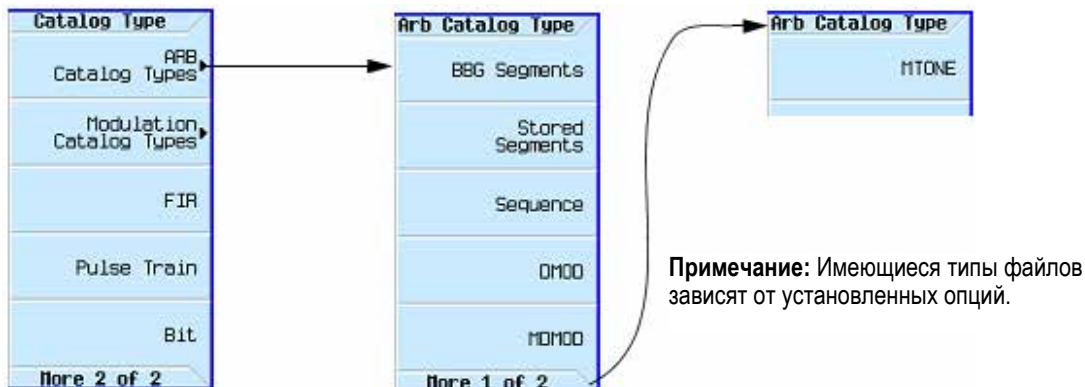 Catalog Type
ARB
Catalog Types
Modulation
Catalog Types
FIR
Pulse Train
Bit
More 2 of 2
Arb Catalog Type
BBG Segments
Stored
Segments
Sequence
DMOD
MDMOD
More 1 of 2
Arb Catalog Type
MTONE
Примечание: Имеющиеся типы файлов
зависят от установленных опций.